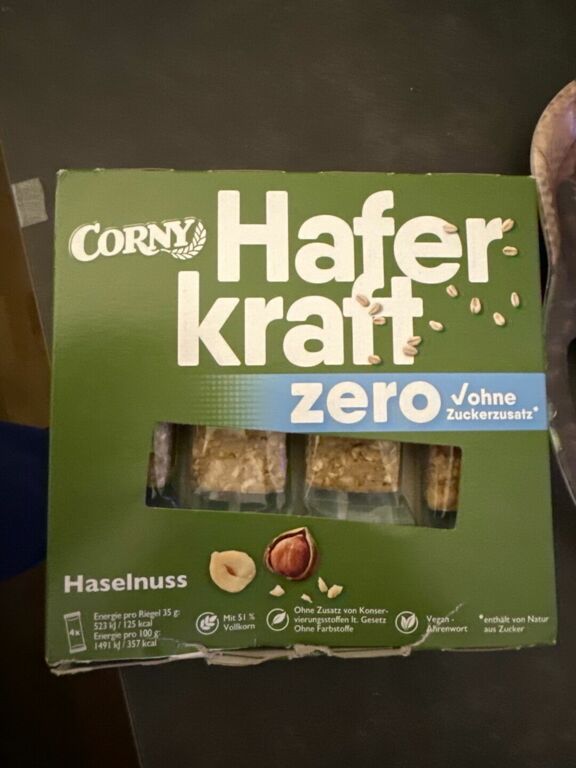 CORNY
Hafer
kraft
zero
√ohne
Zuckerzusatz*
Haselnuss
4x
Energie pro Riegel 35 g:
523 kJ / 125 kcal
Energie pro 100 g:
1491 kJ / 357 kcal
Mit 51 %
Vollkorn
Ohne Zusatz von Konser-
vierungsstoffen lt. Gesetz
Ohne Farbstoffe
Vegan -
Ährenwort
*enthält von Natur
aus Zucker